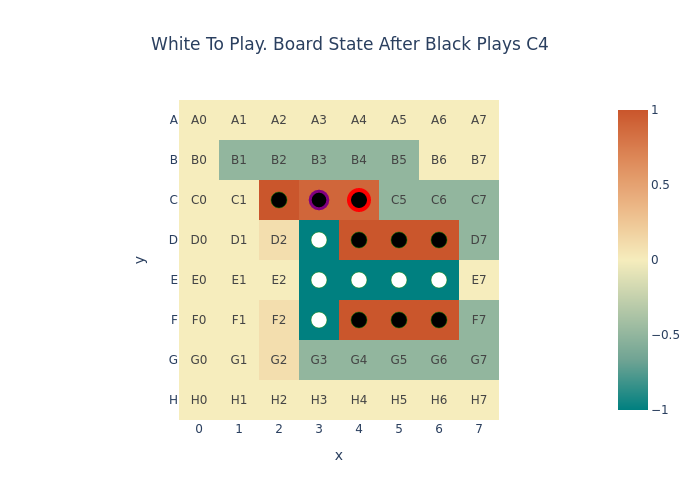 White To Play. Board State After Black Plays C4
A A0 A1 A2 A3 A4 A5 A6 A7
B B0 B1 B2 B3 B4 B5 B6 B7
C C0 C1 C5 C6 C7
D D0 D1 D2 D7
E E0 E1 E2 E7
F F0 F1 F2 F7
G G0 G1 G2 G3 G4 G5 G6 G7
H H0 H1 H2 H3 H4 H5 H6 H7
0 1 2 3 4 5 6 7
x
y
1
0.5
0
−0.5
−1